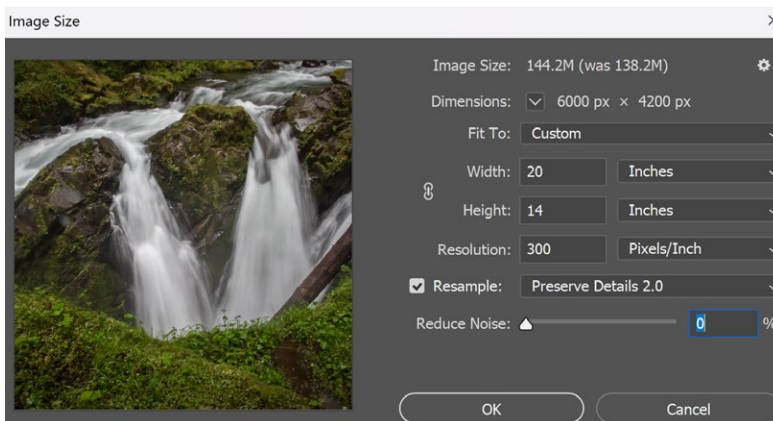 Image Size
Image Size: 144.2M (was 138.2M)
Dimensions: 6000 px × 4200 px
Fit To: Custom
Width: 20 Inches
Height: 14 Inches
Resolution: 300 Pixels/Inch
Resample: Preserve Details 2.0
Reduce Noise: 0 %
OK Cancel